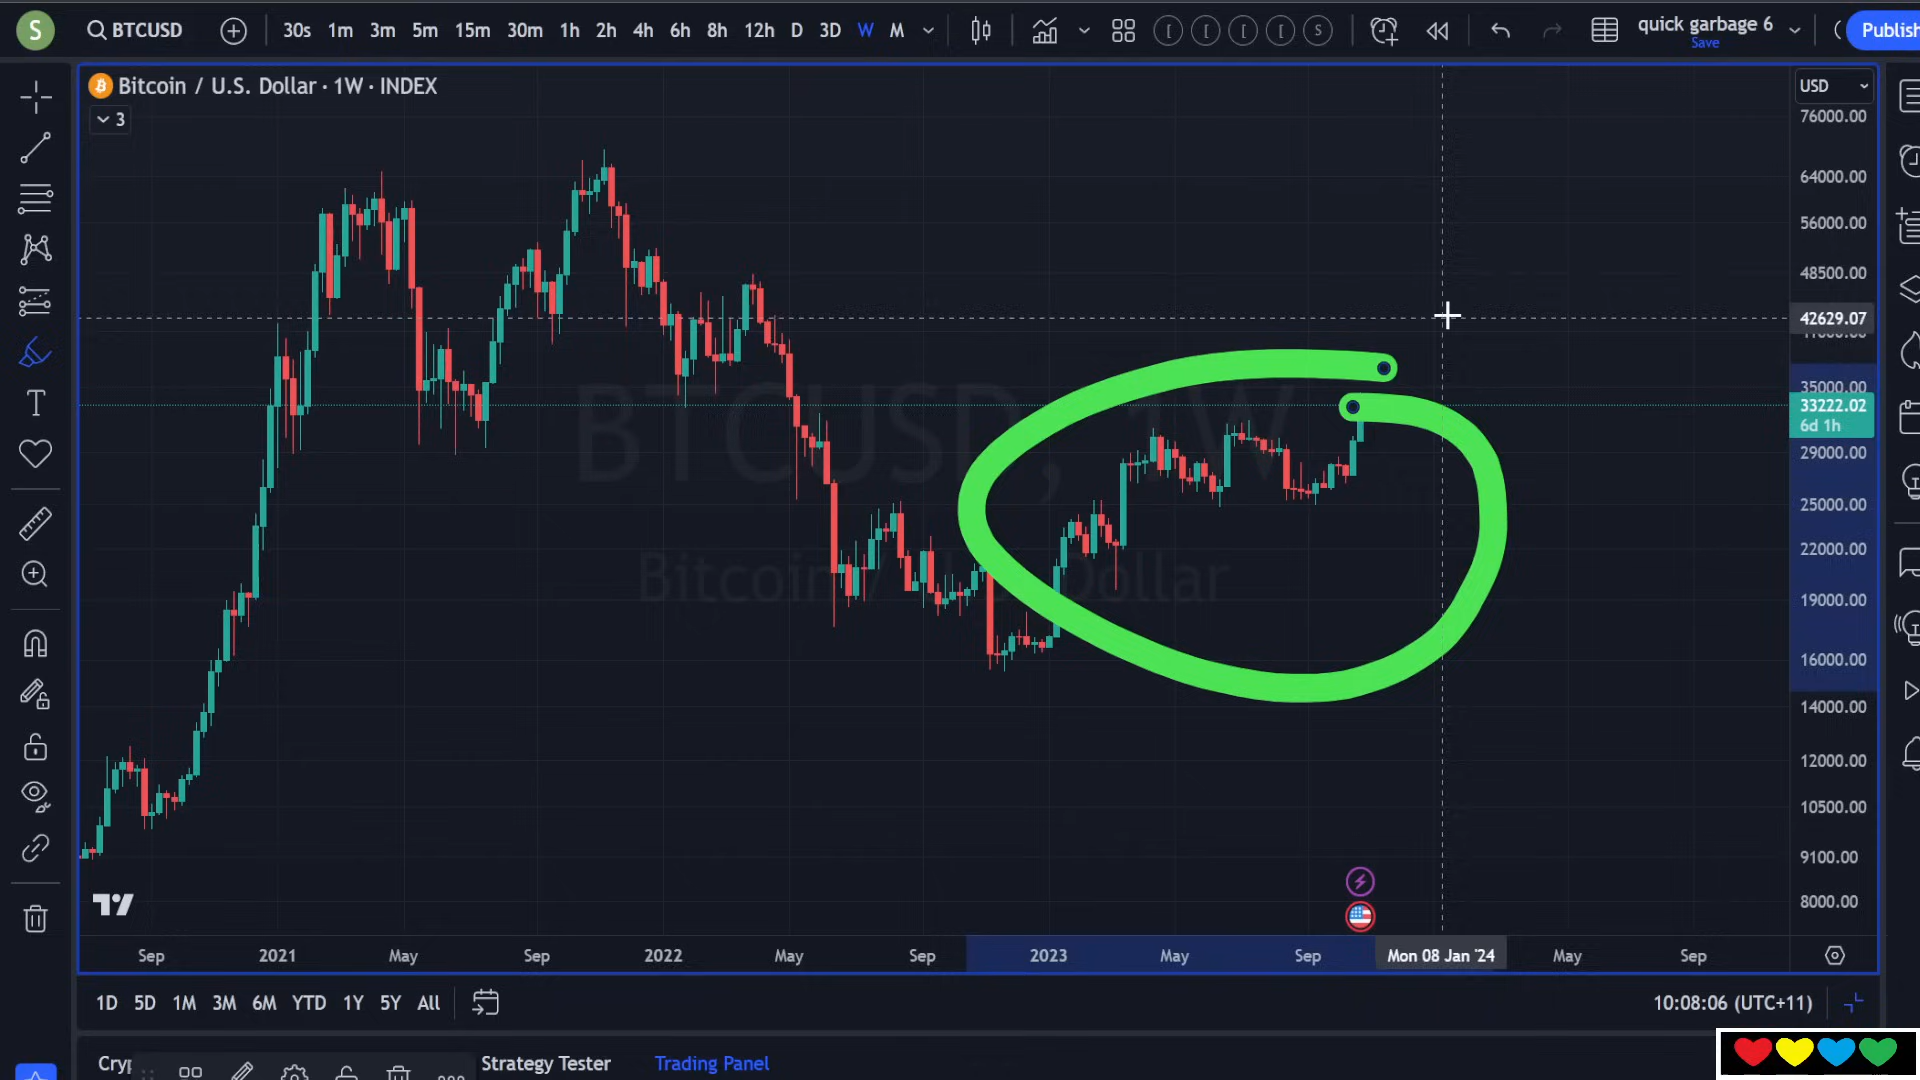 S BTCUSD 30s 1m 3m 5m 15m 30m 1h 2h 4h 6h 8h 12h D 3D W M [ [ [ [ S quick garbage 6 Publish
Save
Bitcoin / U.S. Dollar · 1W · INDEX
USD
3
76000.00
64000.00
56000.00
48500.00
42629.07
35000.00
33222.02
6d 1h
29000.00
25000.00
22000.00
19000.00
16000.00
14000.00
12000.00
10500.00
9100.00
8000.00
BTCUSD, 1W
Bitcoin / U.S. Dollar
Sep 2021 May Sep 2022 May Sep 2023 May Sep Mon 08 Jan '24 May Sep
1D 5D 1M 3M 6M YTD 1Y 5Y All 10:08:06 (UTC+11)
Strategy Tester Trading Panel